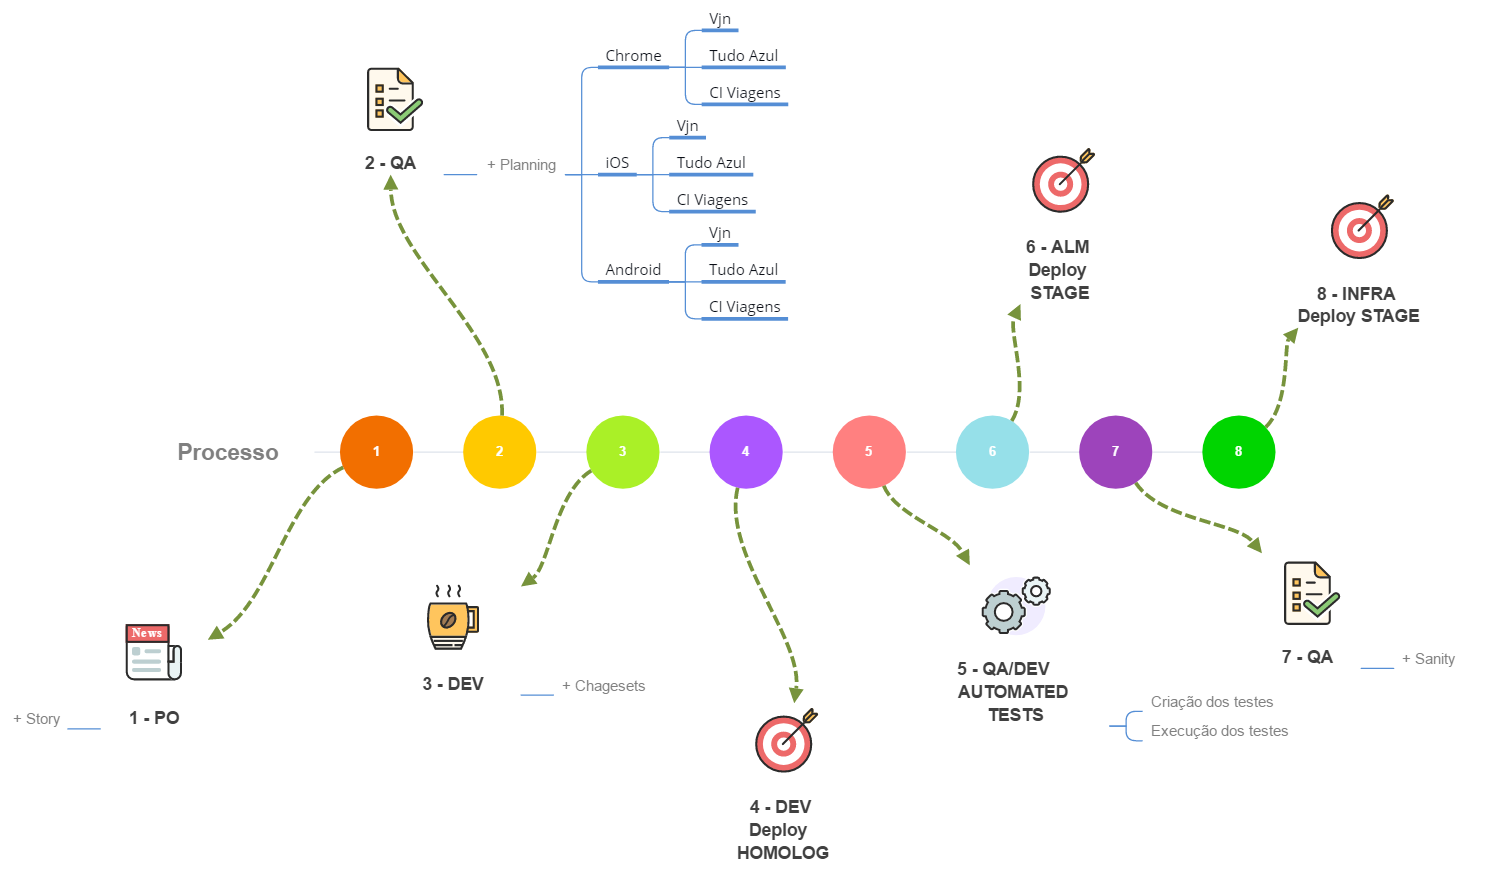 Vjn
Chrome
Tudo Azul
CI Viagens
2 - QA
+ Planning
Vjn
iOS
Tudo Azul
CI Viagens
Vjn
Android
Tudo Azul
CI Viagens
6 - ALM
Deploy
STAGE
8 - INFRA
Deploy STAGE
Processo
1
2
3
4
5
6
7
8
News
+ Story
1 - PO
3 - DEV
+ Chagesets
4 - DEV
Deploy
HOMOLOG
5 - QA/DEV
AUTOMATED
TESTS
Criação dos testes
Execução dos testes
7 - QA
+ Sanity